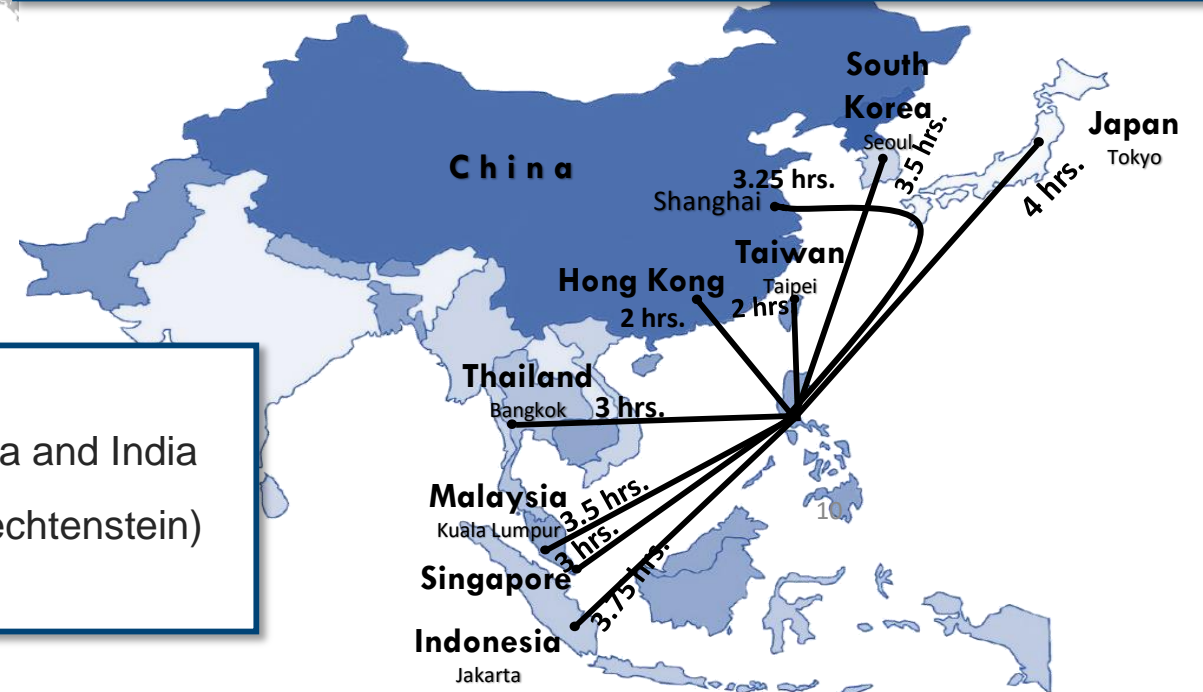 South
Korea
Seoul
3.5 hrs.
Japan
Tokyo
4 hrs.
China
3.25 hrs.
Shanghai
Taiwan
Taipei
2 hrs.
Hong Kong
2 hrs.
Thailand
Bangkok
3 hrs.
and India
Malaysia
Kuala Lumpur
3.5 hrs.
3 hrs.
Singapore
3.75 hrs.
Indonesia
Jakarta
10